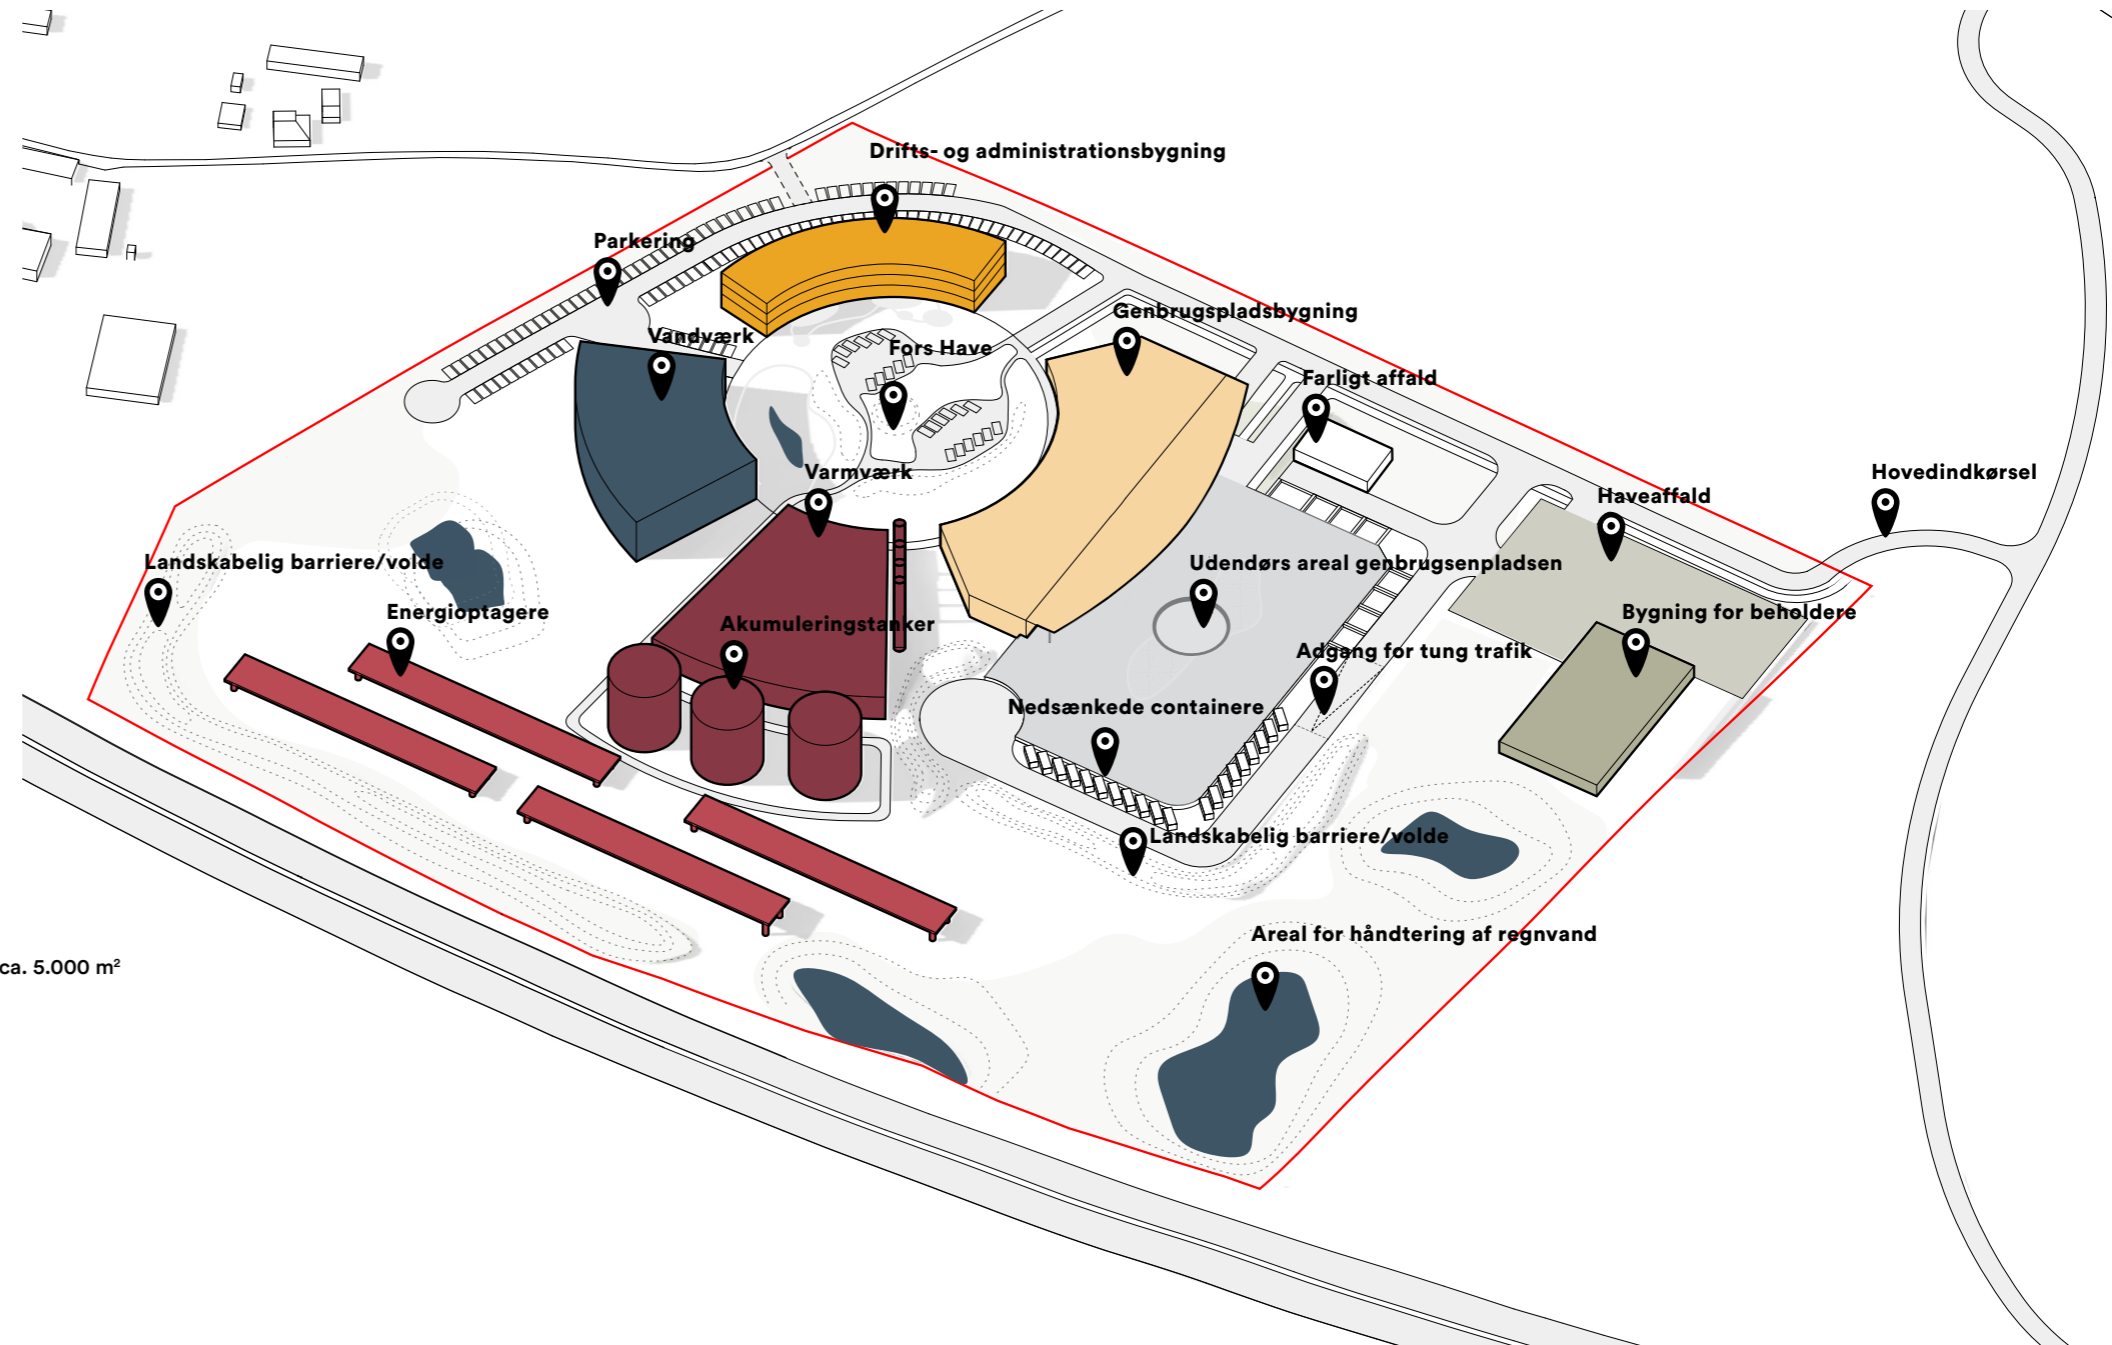 Drifts- og administrationsbygning
Parkering
Genbrugspladsbygning
Vandværk
Fors Have
Farligt affald
Varmværk
Hovedindkørsel
Haveaffald
Landskabelig barriere/volde
Udendørs areal genbrugsenpladsen
Energioptagere
Bygning for beholdere
Akumuleringstanker
Adgang for tung trafik
Nedsænkede containere
Landskabelig barriere/volde
Areal for håndtering af regnvand
ca. 5.000 m²